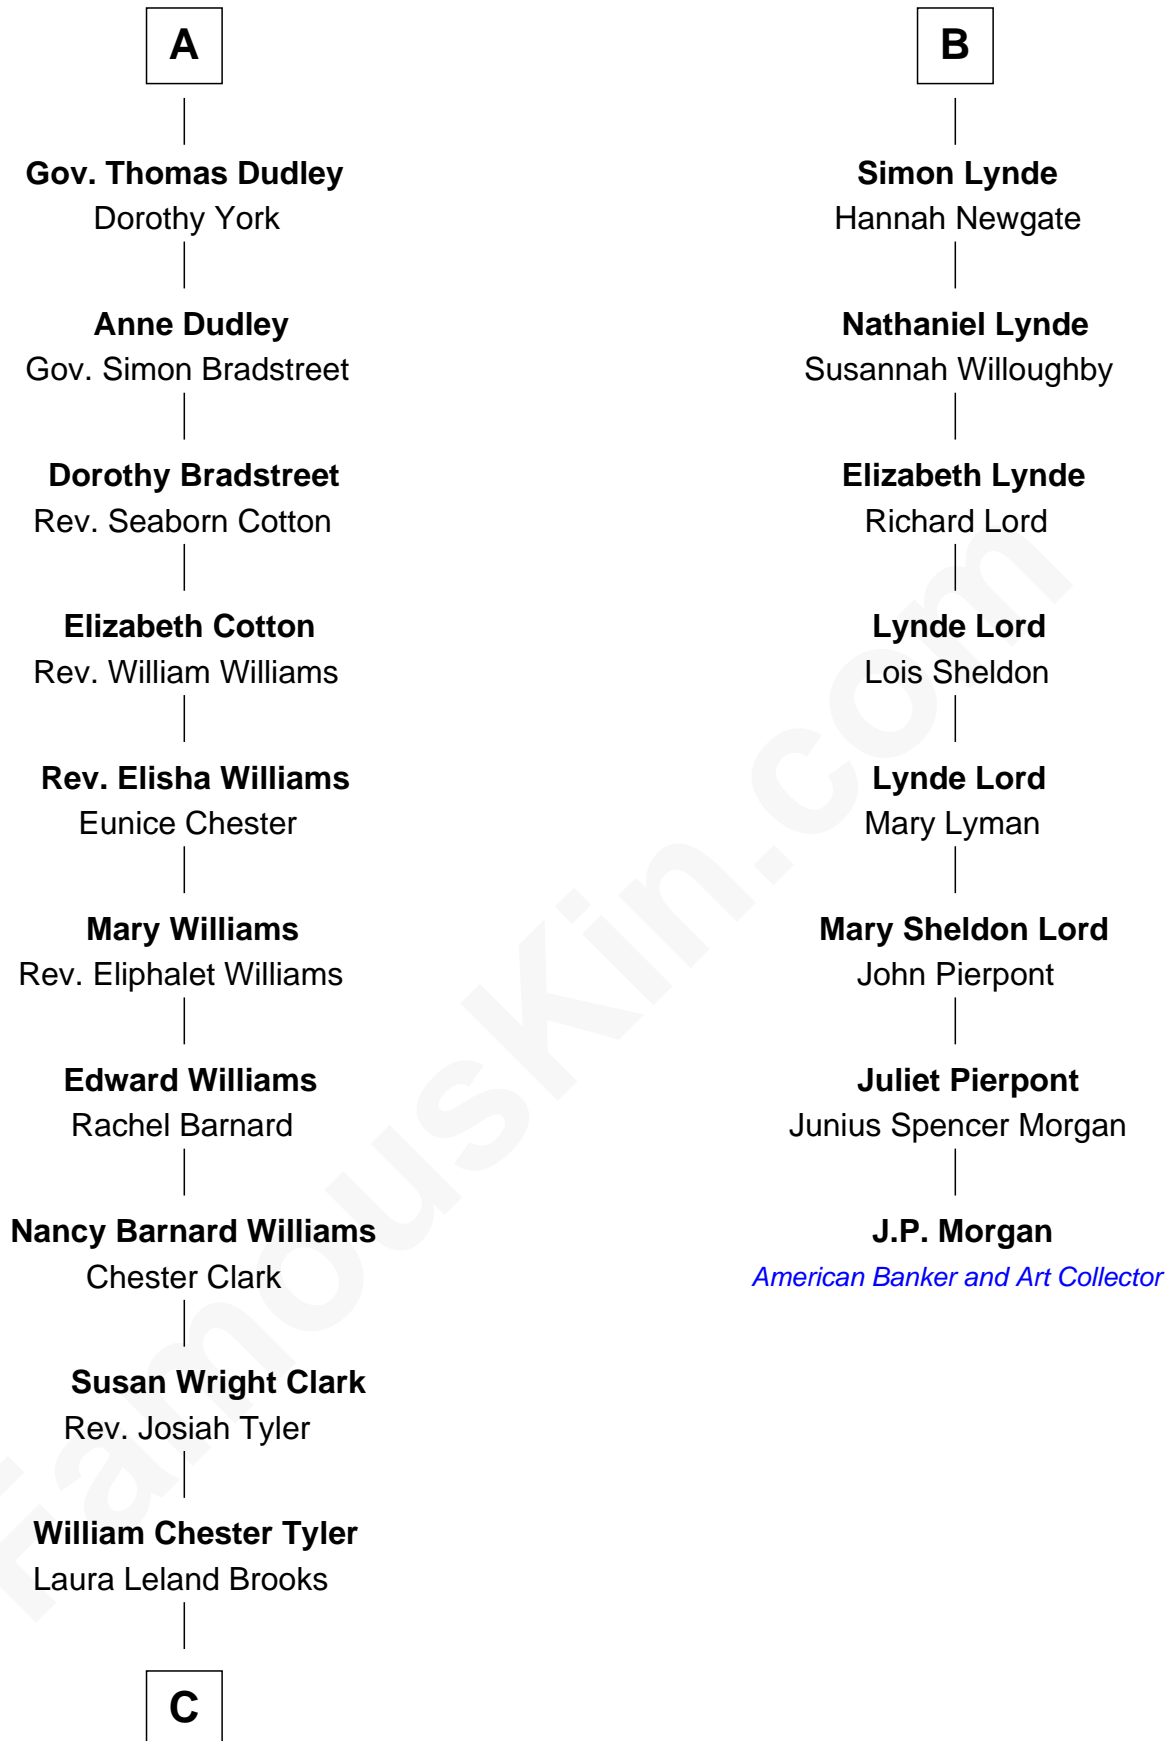 A
Gov. Thomas Dudley
Dorothy York
Anne Dudley
Gov. Simon Bradstreet
Dorothy Bradstreet
Rev. Seaborn Cotton
Elizabeth Cotton
Rev. William Williams
Rev. Elisha Williams
Eunice Chester
Mary Williams
Rev. Eliphalet Williams
Edward Williams
Rachel Barnard
Nancy Barnard Williams
Chester Clark
Susan Wright Clark
Rev. Josiah Tyler
William Chester Tyler
Laura Leland Brooks
C
B
Simon Lynde
Hannah Newgate
Nathaniel Lynde
Susannah Willoughby
Elizabeth Lynde
Richard Lord
Lynde Lord
Lois Sheldon
Lynde Lord
Mary Lyman
Mary Sheldon Lord
John Pierpont
Juliet Pierpont
Junius Spencer Morgan
J.P. Morgan
American Banker and Art Collector
FamousKin.com